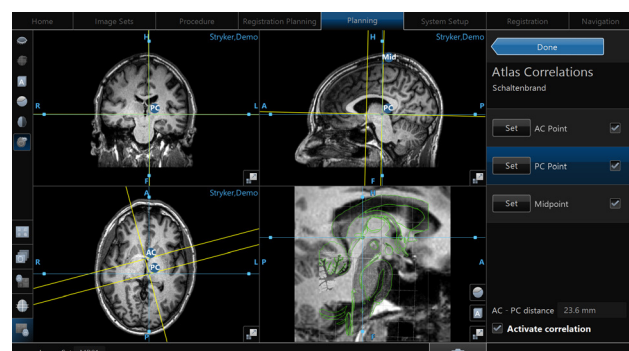 Home Image Sets Procedure Registration Planning Planning System Setup Registration Navigation
H Stryker,Demo
R PC L
F
H Stryker,Demo
Mid
A PC P
F
Done
Atlas Correlations
Schaltenbrand
Set AC Point
Set PC Point
Set Midpoint
A Stryker,Demo
AC
R PC L
P
P A
AC - PC distance 23.6 mm
Activate correlation